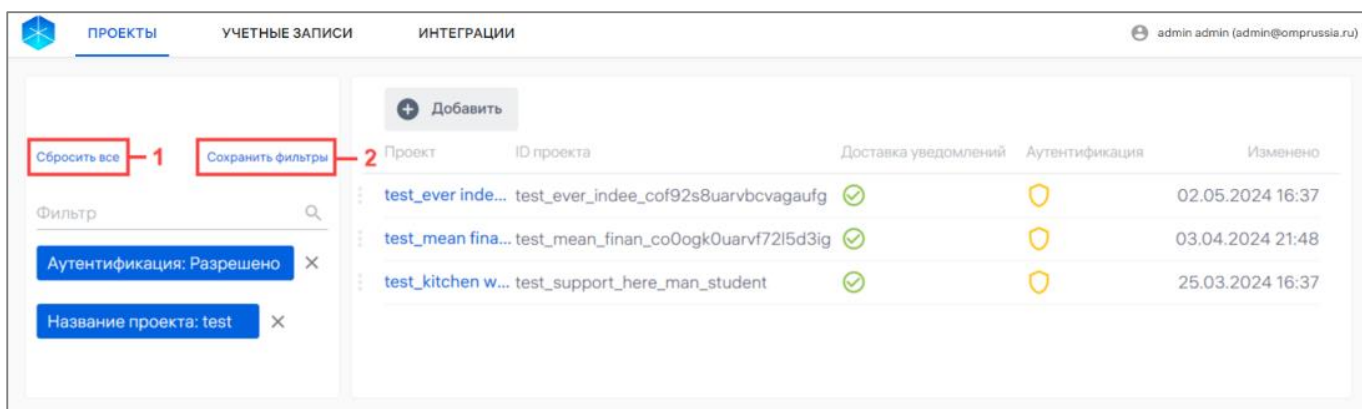 ПРОЕКТЫ УЧЕТНЫЕ ЗАПИСИ ИНТЕГРАЦИИ admin admin (admin@omprussia.ru)
Добавить
Сбросить все 1 Сохранить фильтры 2
Проект ID проекта Доставка уведомлений Аутентификация Изменено
Фильтр
Аутентификация: Разрешено
Название проекта: test
test_ever inde... test_ever_indee_cof92s8uarvbcvagaufg 02.05.2024 16:37
test_mean fina... test_mean_finan_co0ogk0uarvf72l5d3ig 03.04.2024 21:48
test_kitchen w... test_support_here_man_student 25.03.2024 16:37